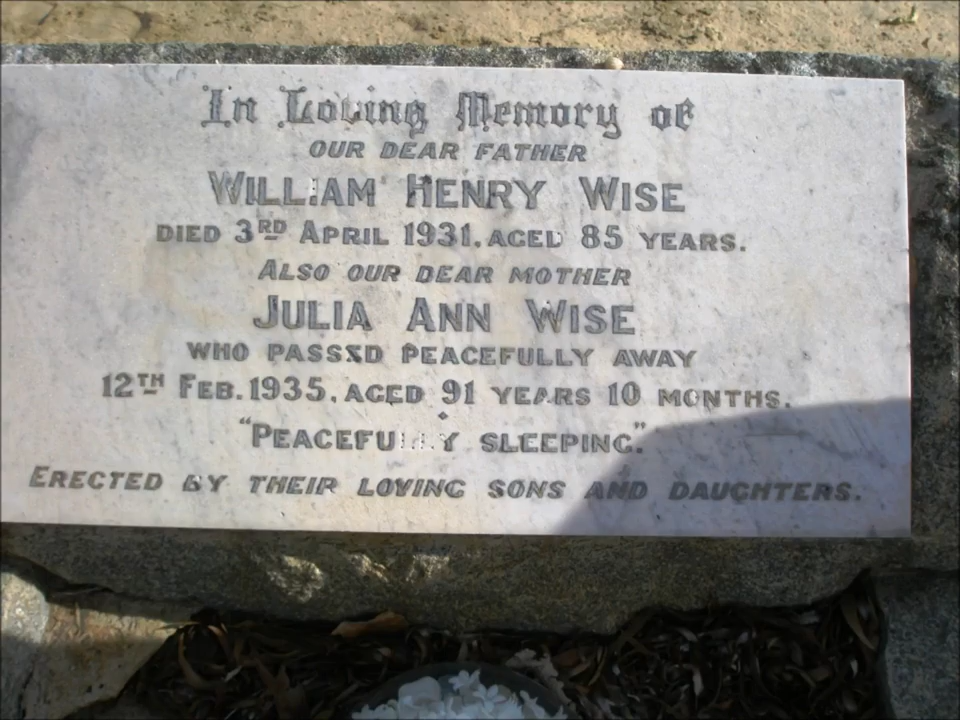 In Loving Memory of
OUR DEAR FATHER
WILLIAM HENRY WISE
DIED 3RD APRIL 1931, AGED 85 YEARS.
ALSO OUR DEAR MOTHER
JULIA ANN WISE
WHO PASSED PEACEFULLY AWAY
12TH FEB. 1935, AGED 91 YEARS 10 MONTHS.
"PEACEFULLY SLEEPING."
ERECTED BY THEIR LOVING SONS AND DAUGHTERS.